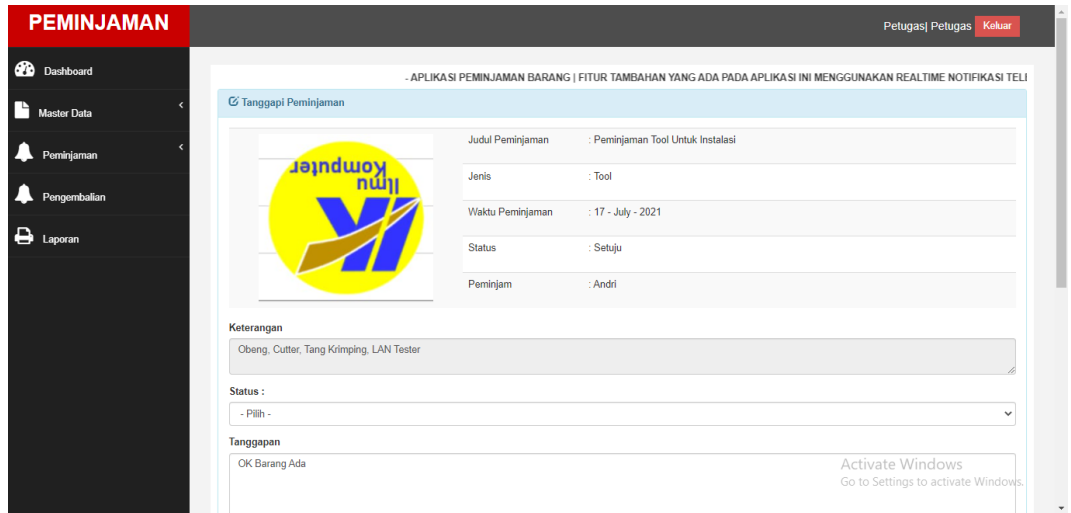 PEMINJAMAN
Petugas| Petugas Keluar
Dashboard
Master Data
Peminjaman
Pengembalian
Laporan
- APLIKASI PEMINJAMAN BARANG | FITUR TAMBAHAN YANG ADA PADA APLIKASI INI MENGGUNAKAN REALTIME NOTIFIKASI TELE
Tanggapi Peminjaman
Ilmu
Komputer
Judul Peminjaman : Peminjaman Tool Untuk Instalasi
Jenis : Tool
Waktu Peminjaman : 17 - July - 2021
Status : Setuju
Peminjam : Andri
Keterangan
Obeng, Cutter, Tang Krimping, LAN Tester
Status :
- Pilih -
Tanggapan
OK Barang Ada
Activate Windows
Go to Settings to activate Windows.